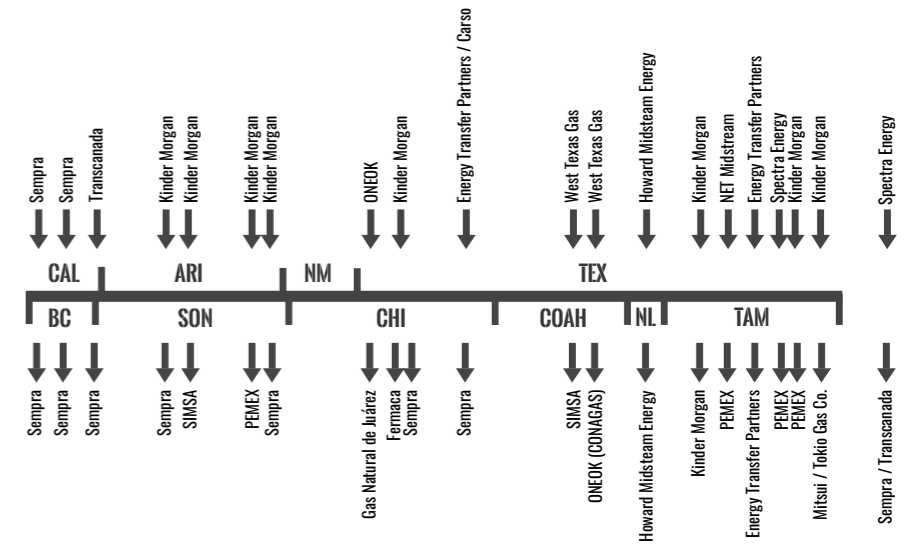 Sempra
Sempra
Transcanada
Kinder Morgan
Kinder Morgan
Kinder Morgan
Kinder Morgan
ONEOK
Kinder Morgan
Energy Transfer Partners / Carso
West Texas Gas
West Texas Gas
Howard Midsteam Energy
Kinder Morgan
NET Midstream
Energy Transfer Partners
Spectra Energy
Kinder Morgan
Kinder Morgan
Spectra Energy
CAL ARI NM TEX
BC SON CHI COAH NL TAM
Sempra
Sempra
Sempra
Sempra
SIMSA
PEMEX
Sempra
Gas Natural de Juárez
Fermaca
Sempra
Sempra
SIMSA
ONEOK (CONAGAS)
Howard Midsteam Energy
Kinder Morgan
PEMEX
Energy Transfer Partners
PEMEX
PEMEX
Mitsui / Tokio Gas Co.
Sempra / Transcanada